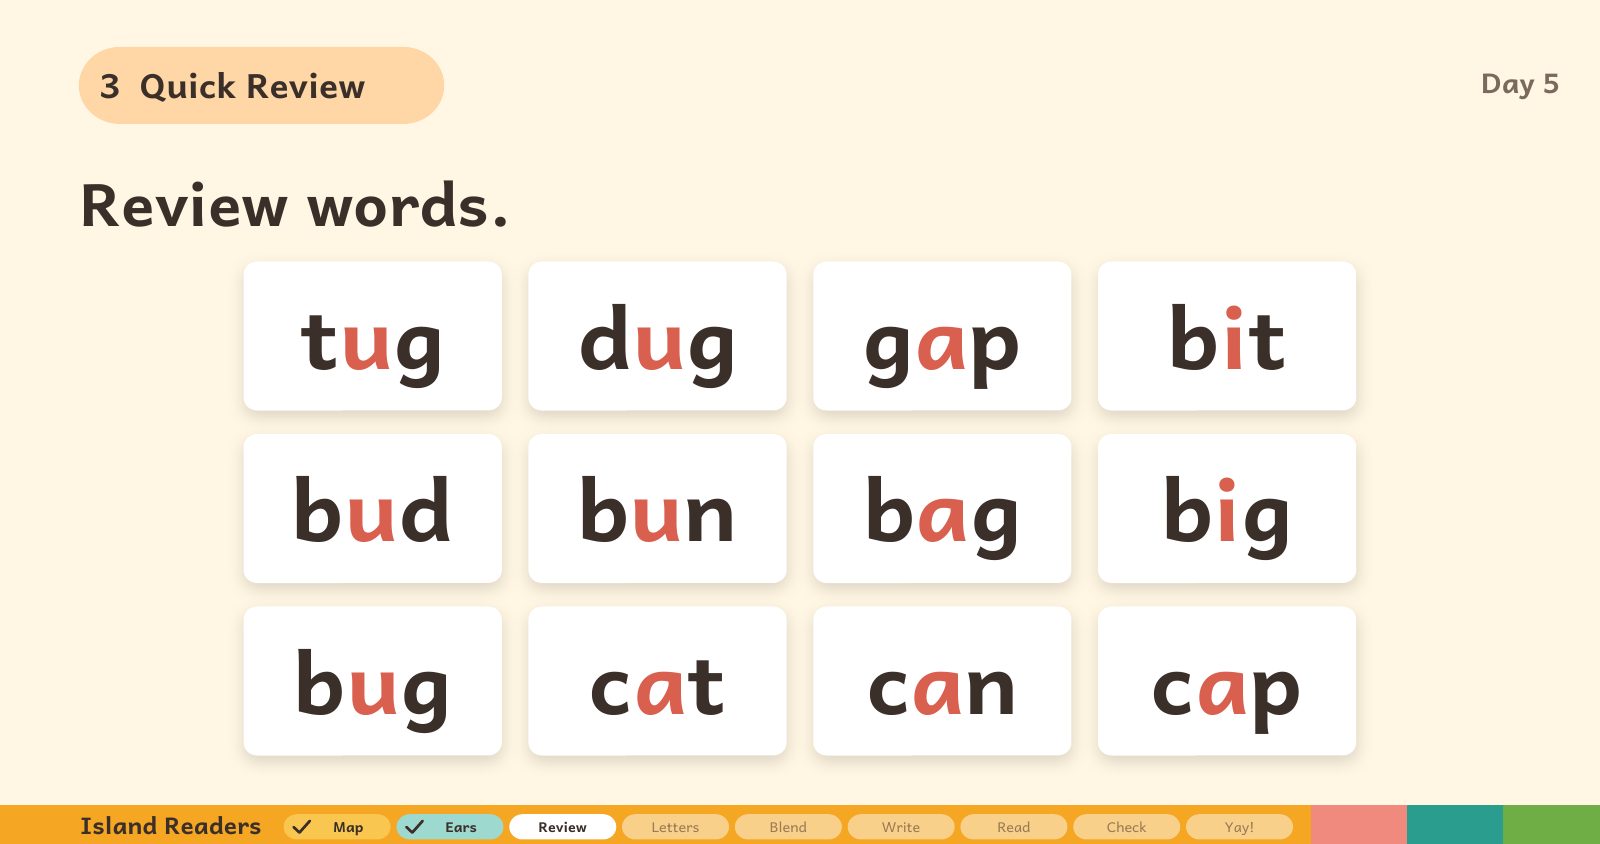 3 Quick Review
Day 5
Review words.
tug dug gap bit
bud bun bag big
bug cat can cap
Island Readers Map Ears Review Letters Blend Write Read Check Yay!